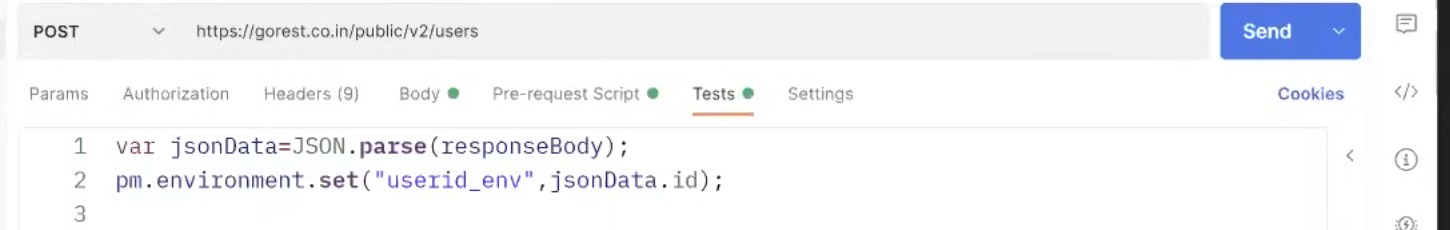 POST https://gorest.co.in/public/v2/users Send
Params Authorization Headers (9) Body Pre-request Script Tests Settings Cookies
1 var jsonData=JSON.parse(responseBody);
2 pm.environment.set("userid_env",jsonData.id);
3